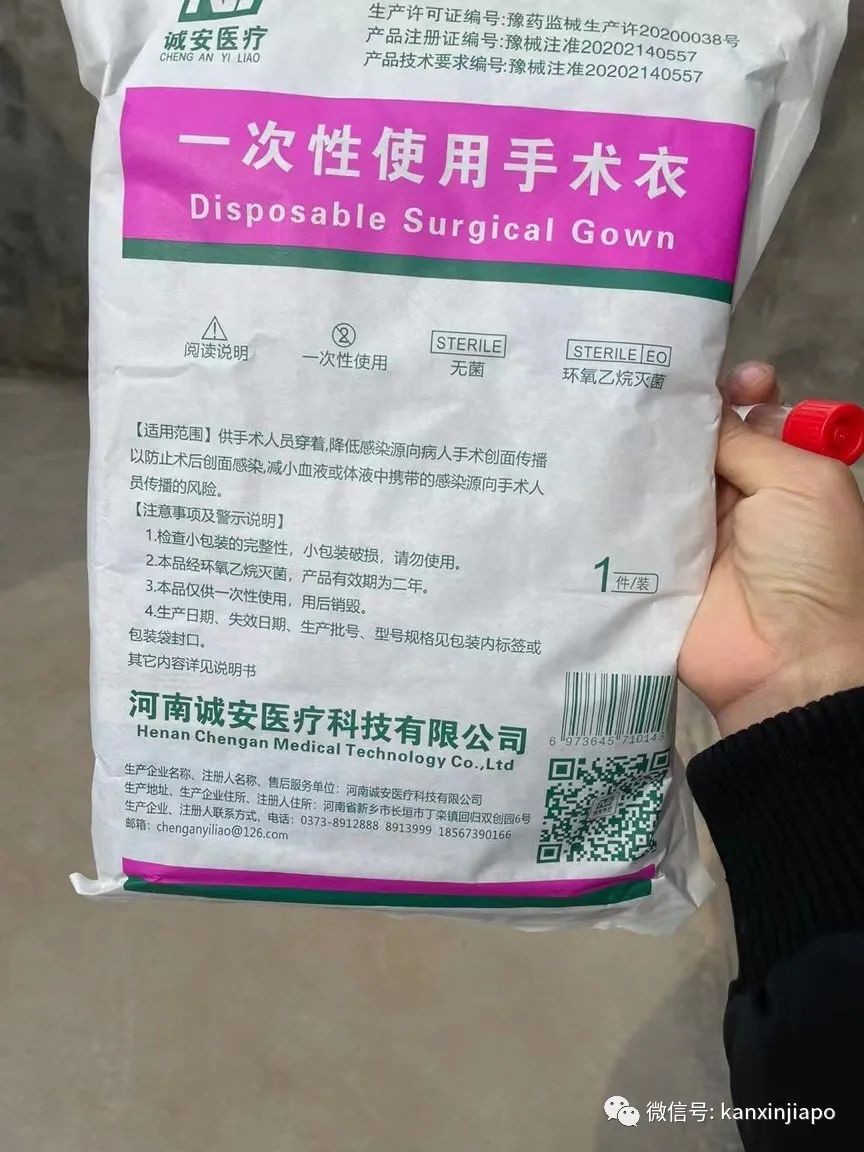 诚安医疗
CHENG AN YI LIAO
生产许可证编号:豫药监械生产许20200038号
产品注册证编号:豫械注准20202140557
产品技术要求编号:豫械注准20202140557
一次性使用手术衣
Disposable Surgical Gown
阅读说明
2
一次性使用
STERILE
无菌
STERILE EO
环氧乙烷灭菌
【适用范围】供手术人员穿着,降低感染源向病人手术创面传播
以防止术后创面感染,减小血液或体液中携带的感染源向手术人
员传播的风险。
【注意事项及警示说明】
1.检查小包装的完整性，小包装破损，请勿使用。
2.本品经环氧乙烷灭菌，产品有效期为二年。
3.本品仅供一次性使用，用后销毁。
4.生产日期、失效日期、生产批号、型号规格见包装内标签或
包装袋封口。
其它内容详见说明书
1件/装
河南诚安医疗科技有限公司
Henan Chengan Medical Technology Co.,Ltd
6 973645 710148
生产企业名称、注册人名称、售后服务单位：河南诚安医疗科技有限公司
生产地址、生产企业住所、注册人住所：河南省新乡市长垣市丁栾镇回归双创园6号
生产企业、注册人联系方式、电话：0373-8912888 8913999 18567390166
邮箱：chenganyiliao@126.com
微信号: kanxinjiapo